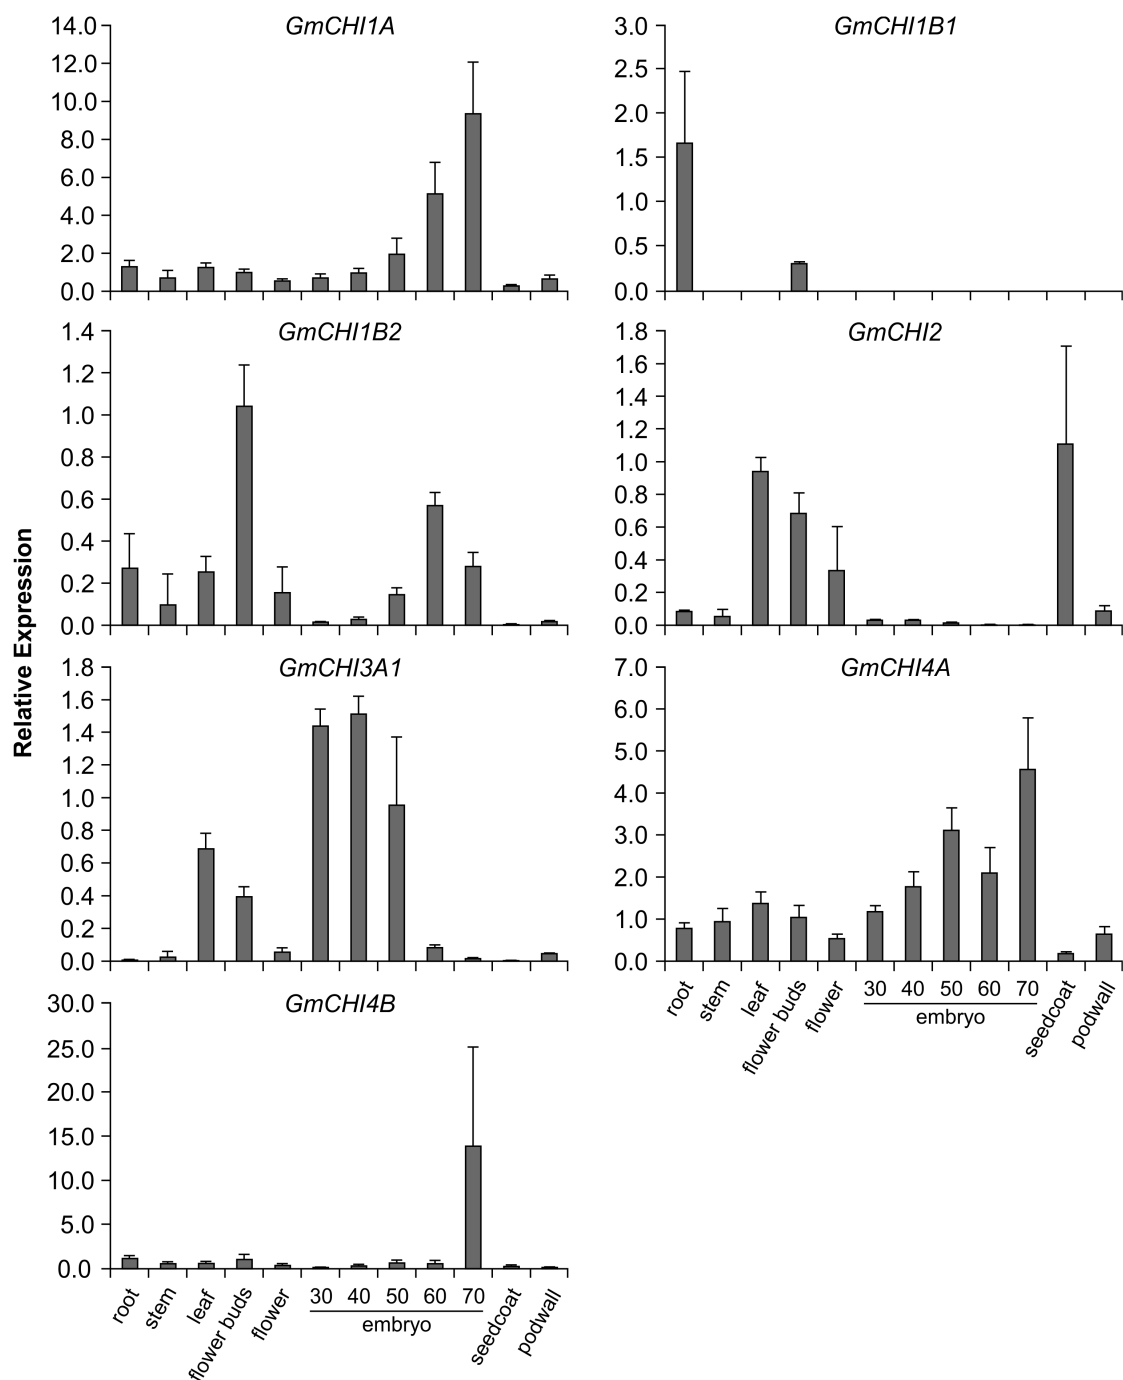 Relative Expression
GmCHI1A
14.0
12.0
10.0
8.0
6.0
4.0
2.0
0.0
GmCHI1B1
3.0
2.5
2.0
1.5
1.0
0.5
0.0
GmCHI1B2
1.4
1.2
1.0
0.8
0.6
0.4
0.2
0.0
GmCHI2
1.8
1.6
1.4
1.2
1.0
0.8
0.6
0.4
0.2
0.0
GmCHI3A1
1.8
1.6
1.4
1.2
1.0
0.8
0.6
0.4
0.2
0.0
GmCHI4A
7.0
6.0
5.0
4.0
3.0
2.0
1.0
0.0
root
stem
leaf
flower buds
flower
30 40 50 60 70
embryo
seedcoat
podwall
GmCHI4B
30.0
25.0
20.0
15.0
10.0
5.0
0.0
root
stem
leaf
flower buds
flower
30 40 50 60 70
embryo
seedcoat
podwall